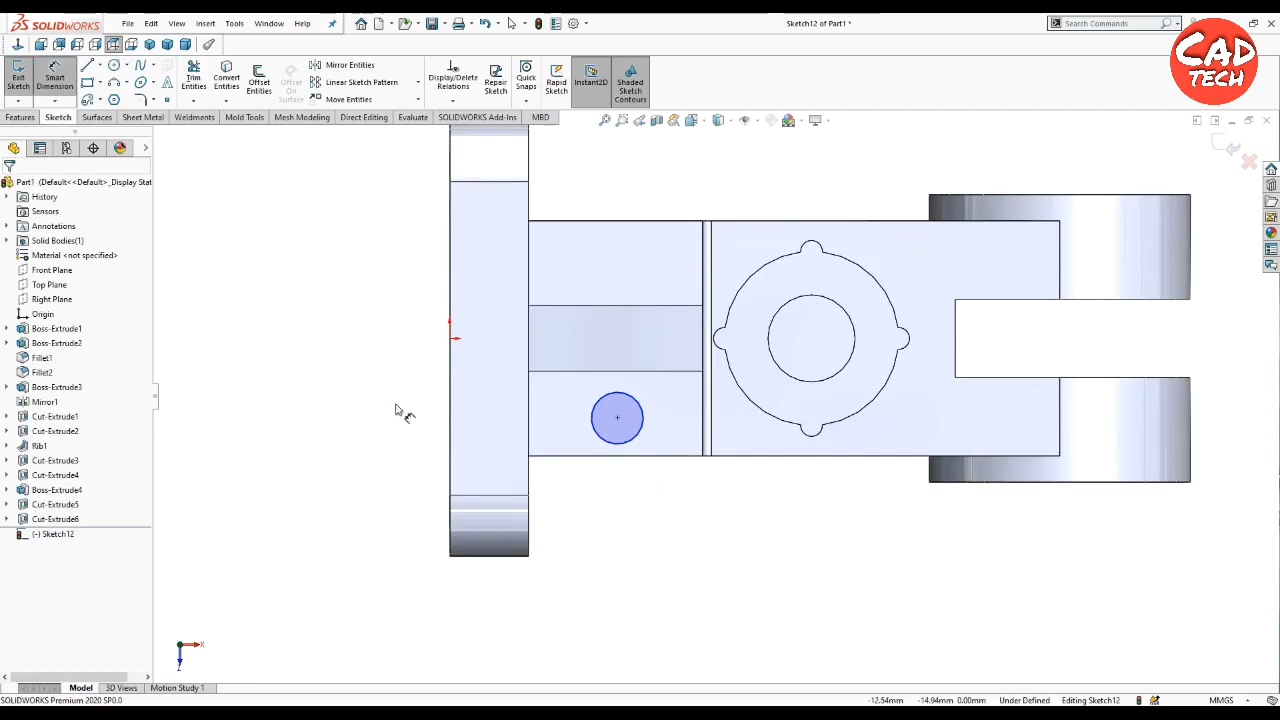 SOLIDWORKS
File Edit View Insert Tools Window Help
Sketch12 of Part1 *
Search Commands
CAD TECH
Exit Sketch
Smart Dimension
Trim Entities
Convert Entities
Offset Entities
Offset On Surface
Mirror Entities
Linear Sketch Pattern
Move Entities
Display/Delete Relations
Repair Sketch
Quick Snaps
Rapid Sketch
Instant2D
Shaded Sketch Contours
Features Sketch Surfaces Sheet Metal Weldments Mold Tools Mesh Modeling Direct Editing Evaluate SOLIDWORKS Add-Ins MBD
Part1 (Default<<Default>_Display Stat
History
Sensors
Annotations
Solid Bodies(1)
Material <not specified>
Front Plane
Top Plane
Right Plane
Origin
Boss-Extrude1
Boss-Extrude2
Fillet1
Fillet2
Boss-Extrude3
Mirror1
Cut-Extrude1
Cut-Extrude2
Rib1
Cut-Extrude3
Cut-Extrude4
Boss-Extrude4
Cut-Extrude5
Cut-Extrude6
(-) Sketch12
X
Z
Model 3D Views Motion Study 1
SOLIDWORKS Premium 2020 SP0.0
-12.54mm -14.94mm 0.00mm Under Defined Editing Sketch12 MMGS